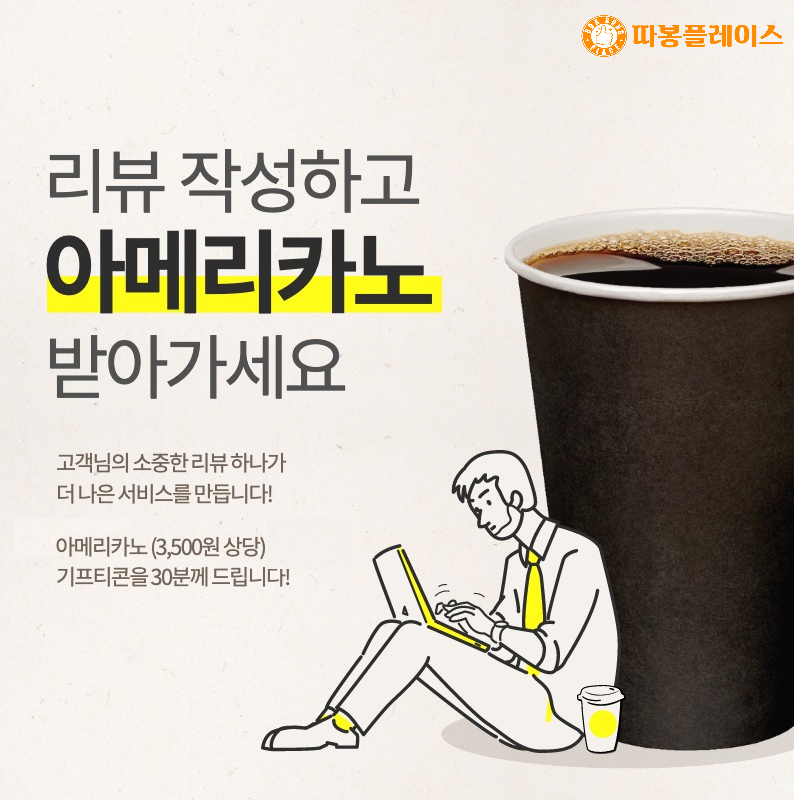 따봉플레이스
리뷰 작성하고
아메리카노
받아가세요
고객님의 소중한 리뷰 하나가
더 나은 서비스를 만듭니다!
아메리카노 (3,500원 상당)
기프티콘을 30분께 드립니다!